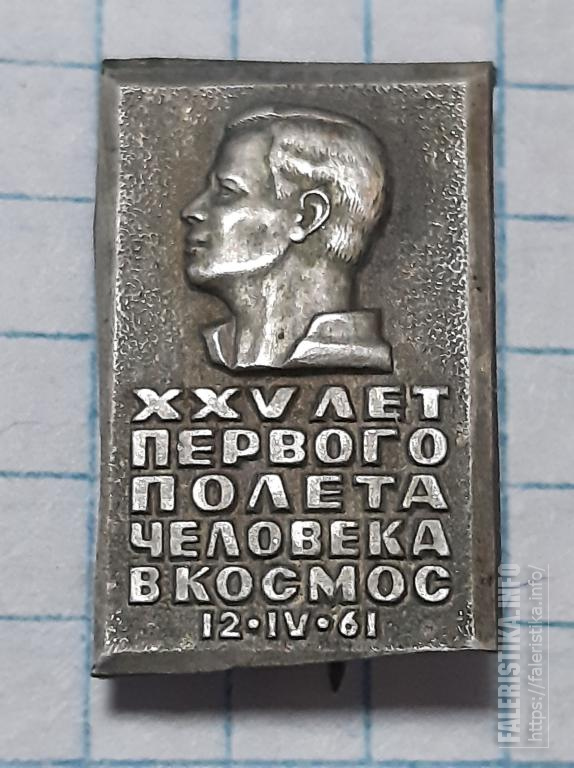 XXV ЛЕТ
ПЕРВОГО
ПОЛЕТА
ЧЕЛОВЕКА
В КОСМОС
12·IV·61
FALERISTIKA.INFO
https://faleristika.info/